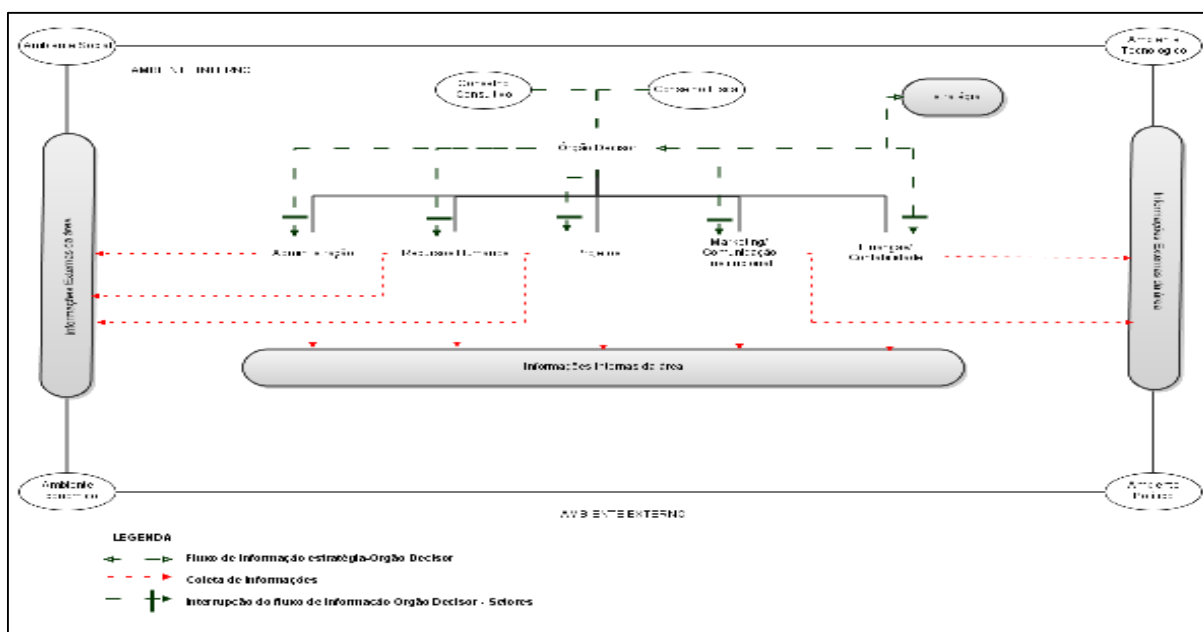 Ambiente Social
Ambiente
Tecnológico
AMBIENTE INTERNO
Conselho
Consultivo
Conselho Fiscal
Estratégia
Órgão Decisor
Informações Externas da área
Informações Externas da área
Administração
Recursos Humanos
Projetos
Marketing/
Comunicação
Institucional
Finanças/
Contabilidade
Informações Internas da área
Ambiente
Econômico
Ambiente
Político
AMBIENTE EXTERNO
LEGENDA
Fluxo de Informação estratégia-Orgão Decisor
Coleta de Informações
Interrupção do fluxo de Informação Orgão Decisor - Setores